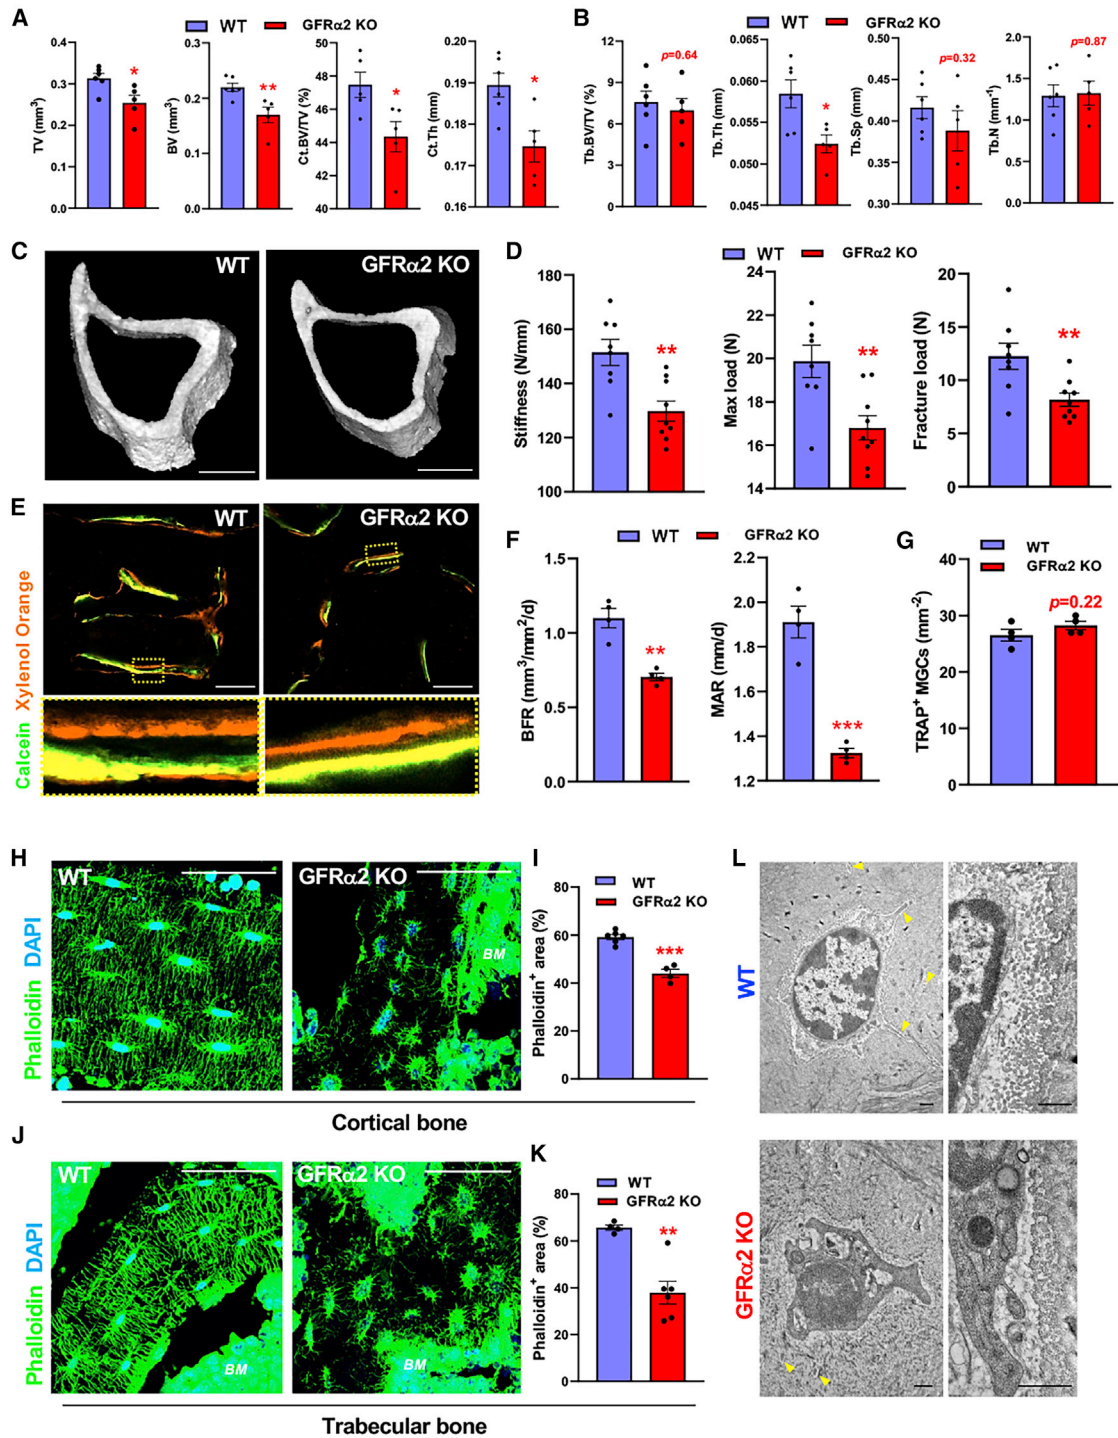 A
WT
GFRα2 KO
TV (mm³)
0.4
0.3
0.2
0.1
0.0
*
BV (mm³)
0.3
0.2
0.1
0.0
**
Ct.BV/TV (%)
50
48
46
44
42
40
*
Ct.Th (mm)
0.20
0.19
0.18
0.17
0.16
*
B
WT
GFRα2 KO
Tb.BV/TV (%)
12
9
6
3
0
p=0.64
Tb.Th (mm)
0.065
0.060
0.055
0.050
0.045
*
Tb.Sp (mm)
0.50
0.45
0.40
0.35
0.30
p=0.32
Tb.N (mm⁻¹)
2.0
1.5
1.0
0.5
0.0
p=0.87
C
WT
GFRα2 KO
D
WT
GFRα2 KO
Stiffness (N/mm)
180
160
140
120
100
**
Max load (N)
24
22
20
18
16
14
**
Fracture load (N)
20
15
10
5
0
**
E
Calcein Xylenol Orange
WT
GFRα2 KO
F
WT
GFRα2 KO
BFR (mm³/mm²/d)
1.5
1.0
0.5
0.0
**
MAR (mm/d)
2.2
2.0
1.8
1.6
1.4
1.2
***
G
WT
GFRα2 KO
TRAP⁺ MGCs (mm⁻²)
40
30
20
10
0
p=0.22
H
Phalloidin DAPI
WT
GFRα2 KO
BM
I
WT
GFRα2 KO
Phalloidin⁺ area (%)
80
60
40
60
0
***
Cortical bone
J
Phalloidin DAPI
WT
BM
GFRα2 KO
BM
K
WT
GFRα2 KO
Phalloidin⁺ area (%)
80
60
40
60
0
**
Trabecular bone
L
WT
GFRα2 KO